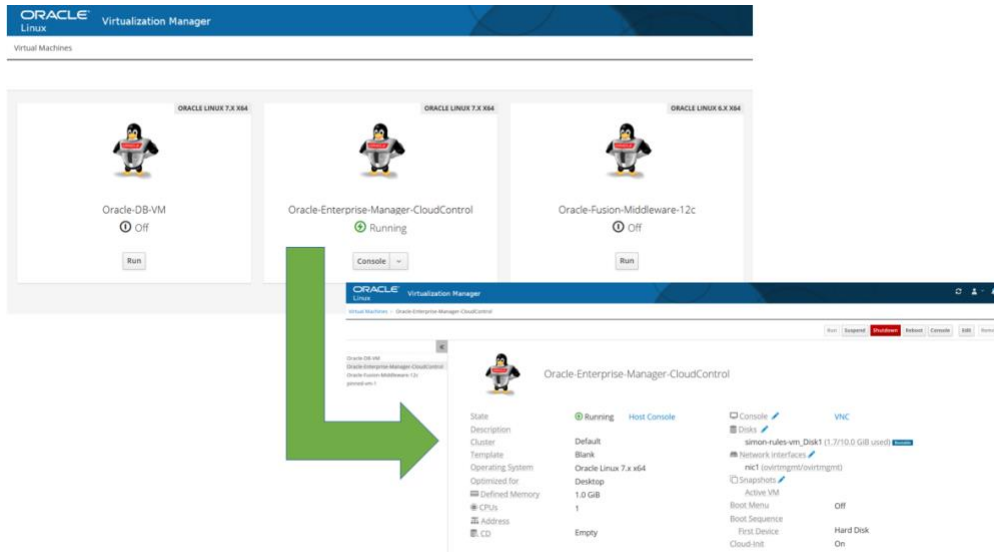 ORACLE
Linux
Virtualization Manager
Virtual Machines
ORACLE LINUX 7.X X64
ORACLE LINUX 7.X X64
ORACLE LINUX 6.X X64
ORACLE
ORACLE
ORACLE
Oracle-DB-VM
Oracle-Enterprise-Manager-CloudControl
Oracle-Fusion-Middleware-12c
Off
Running
Off
Run
Console
Run
ORACLE
Linux
Virtualization Manager
Virtual Machines
Oracle-Enterprise-Manager-CloudControl
Run Suspend Shutdown Reboot Console Edit
Oracle-DB-VM
Oracle-Enterprise-Manager-CloudControl
Oracle-Fusion-Middleware-12c
Oracle-Enterprise-Manager-CloudControl
State Running Host Console
Description
Cluster Default
Template Blank
Operating System Oracle Linux 7.x x64
Optimized for Desktop
Defined Memory 1.0 GiB
CPUs 1
Address
CD Empty
Console VNC
Disks
simon-rules-vm_Disk1 (1.7/10.0 GiB used)
Network Interfaces
nic1 (ovirtmgmt/ovirtmgmt)
Snapshots
Active VM
Boot Menu Off
Boot Sequence
First Device Hard Disk
Cloud-Init On